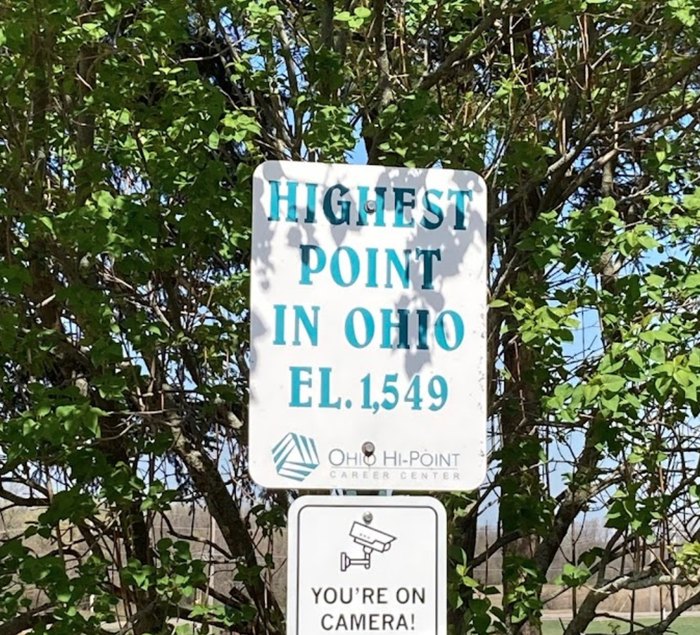 HIGHEST
POINT
IN OHIO
EL. 1,549
OHIO HI-POINT
CAREER CENTER
YOU'RE ON
CAMERA!